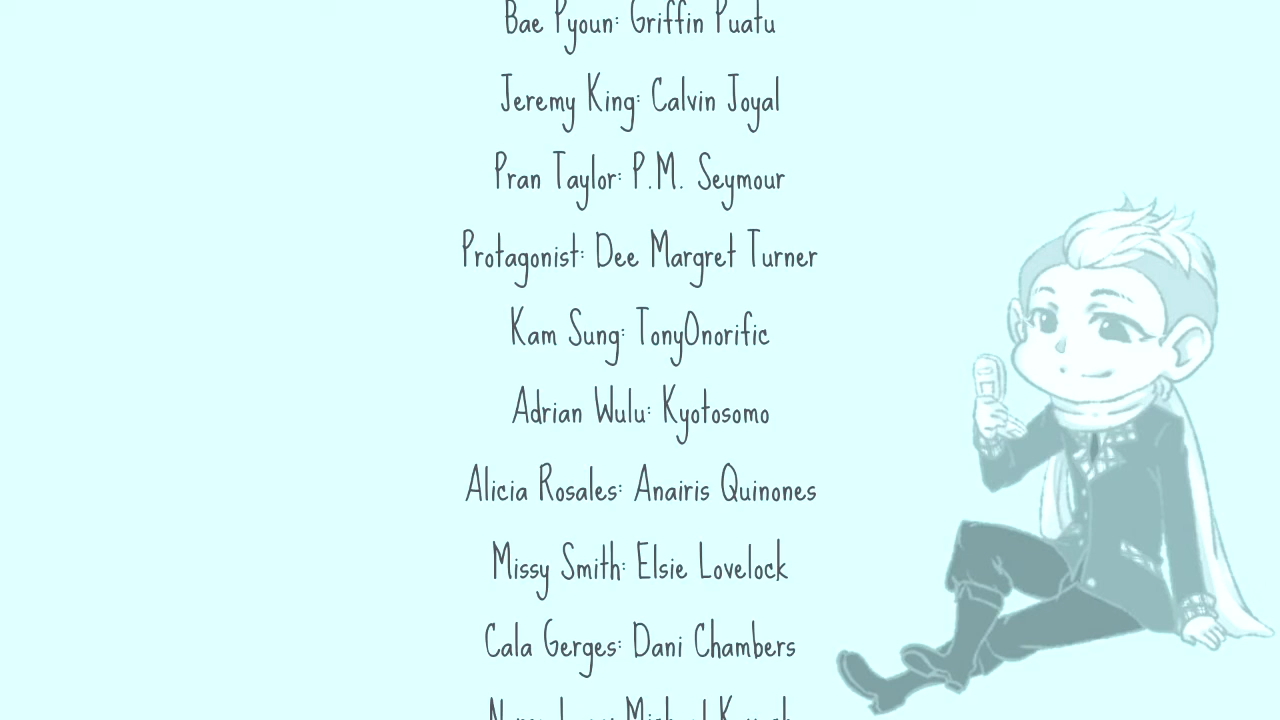 Bae Pyoun: Griffin Puatu
Jeremy King: Calvin Joyal
Pran Taylor: P.M. Seymour
Protagonist: Dee Margret Turner
Kam Sung: TonyOnorific
Adrian Wulu: Kyotosomo
Alicia Rosales: Anairis Quinones
Missy Smith: Elsie Lovelock
Cala Gerges: Dani Chambers